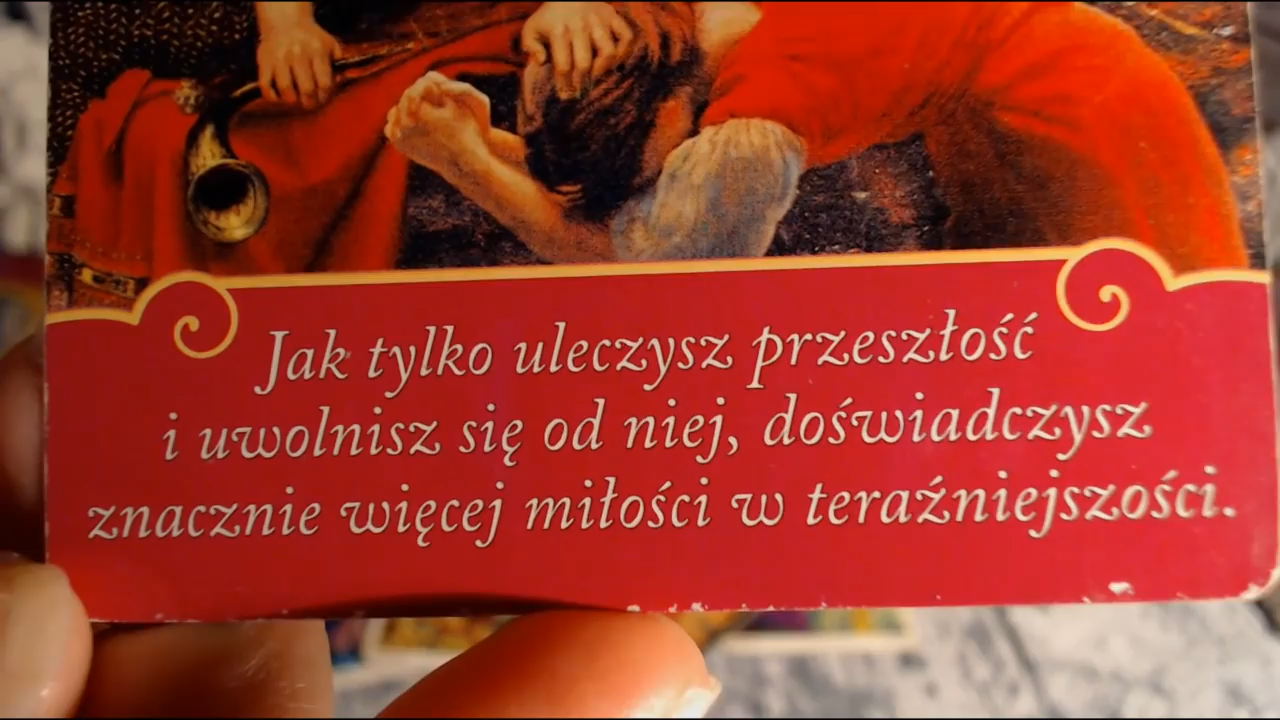 Jak tylko uleczysz przeszłość
i uwolnisz się od niej, doświadczysz
znacznie więcej miłości w teraźniejszości.